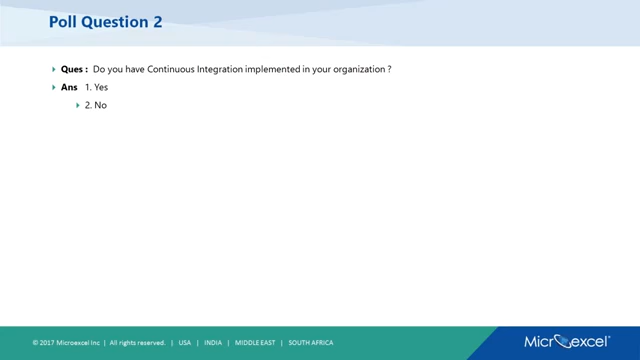 Poll Question 2
Ques : Do you have Continuous Integration implemented in your organization ?
Ans 1. Yes
2. No
© 2017 Microexcel Inc | All rights reserved. | USA | INDIA | MIDDLE EAST | SOUTH AFRICA
Microexcel®